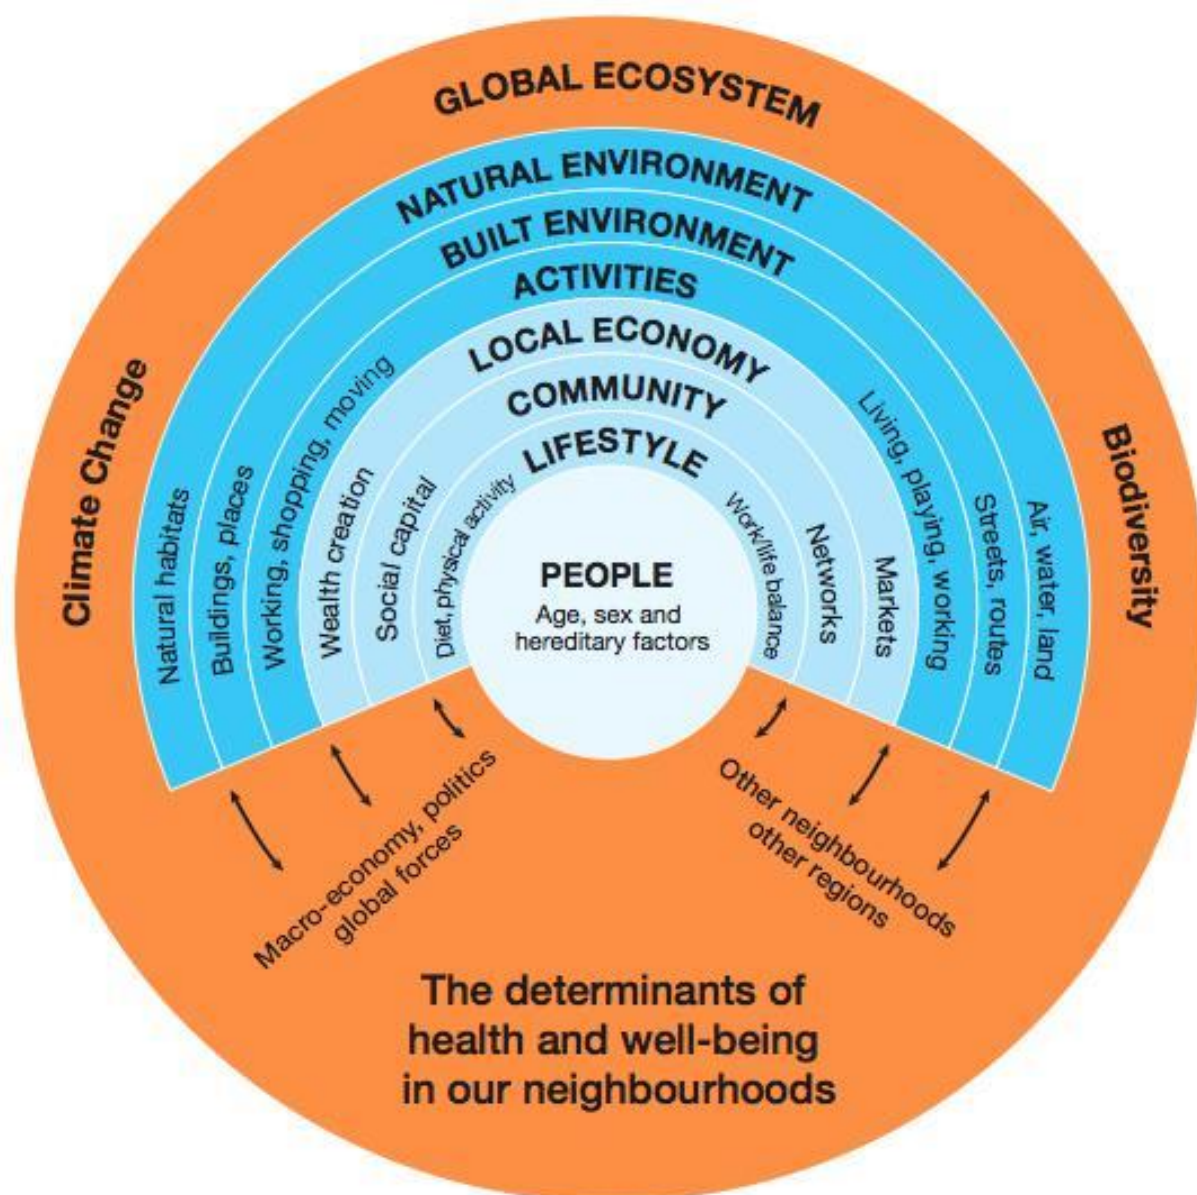 GLOBAL ECOSYSTEM
NATURAL ENVIRONMENT
BUILT ENVIRONMENT
ACTIVITIES
LOCAL ECONOMY
COMMUNITY
LIFESTYLE
Climate Change
Natural habitats
Buildings, places
Working, shopping, moving
Wealth creation
Social capital
Diet, physical activity
PEOPLE
Age, sex and
hereditary factors
Work/life balance
Networks
Markets
Living, playing, working
Streets, routes
Air, water, land
Biodiversity
Macro-economy, politics
global forces
Other neighbourhoods
other regions
The determinants of
health and well-being
in our neighbourhoods